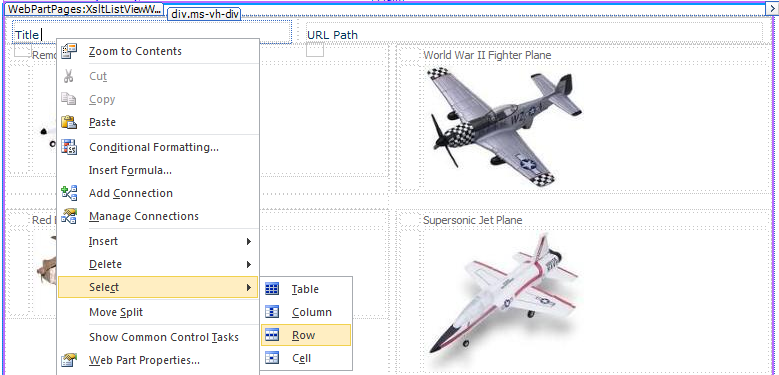 WebPartPages:XsltListViewW...
div.ms-vh-div
Title
URL Path
World War II Fighter Plane
Zoom to Contents
Cut
Copy
Paste
Conditional Formatting...
Insert Formula...
Add Connection
Manage Connections
Supersonic Jet Plane
Red
Insert
Delete
Select
Table
Move Split
Column
Show Common Control Tasks
Row
Web Part Properties...
Cell